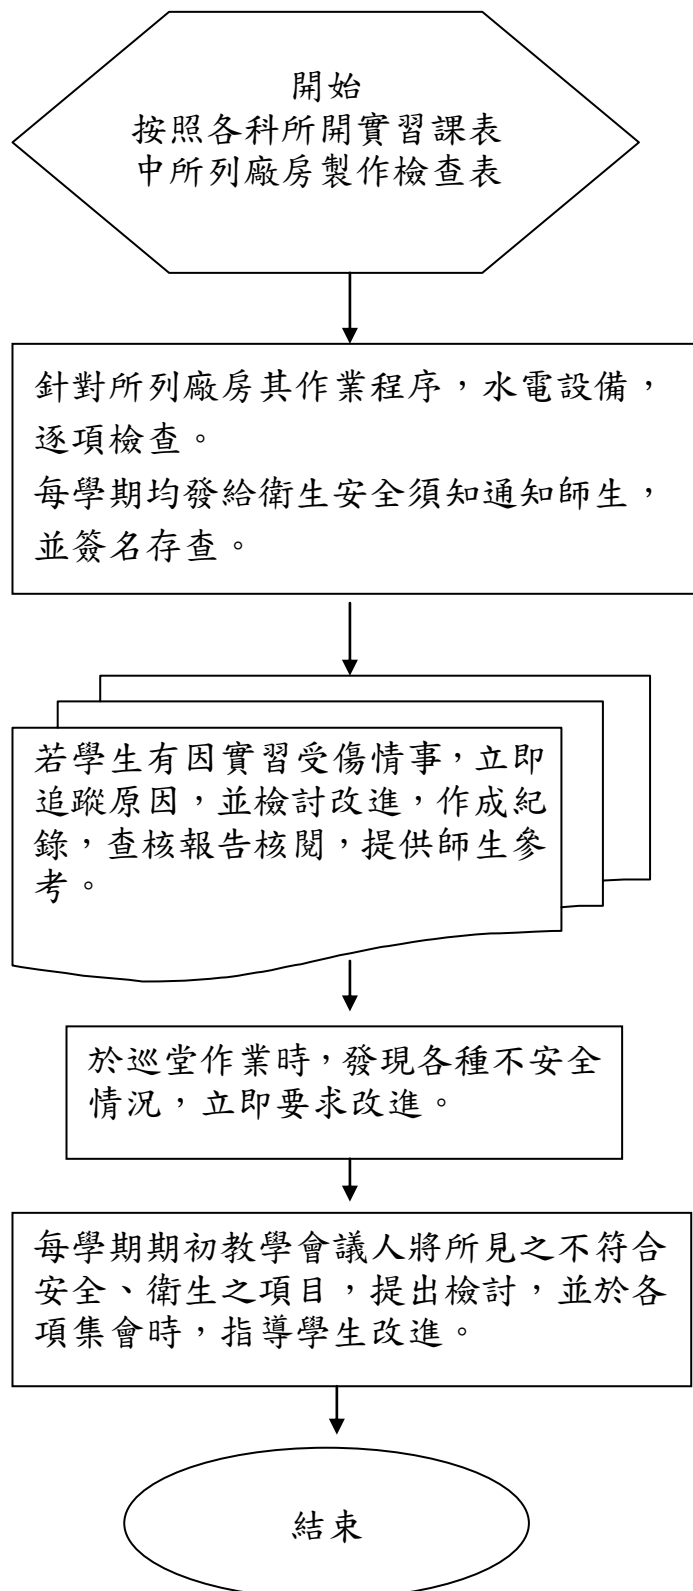 開始
按照各科所開實習課表
中所列廠房製作檢查表
針對所列廠房其作業程序，水電設備，
逐項檢查。
每學期均發給衛生安全須知通知師生，
並簽名存查。
若學生有因實習受傷情事，立即
追蹤原因，並檢討改進，作成紀
錄，查核報告核閱，提供師生參
考。
於巡堂作業時，發現各種不安全
情況，立即要求改進。
每學期期初教學會議人將所見之不符合
安全、衛生之項目，提出檢討，並於各
項集會時，指導學生改進。
結束